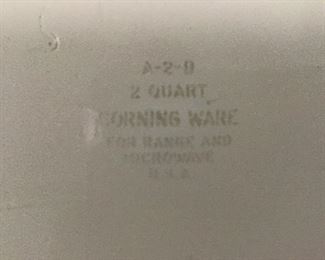 A-2-B
2 QUART
CORNING WARE
FOR RANGE AND
MICROWAVE
U.S.A.